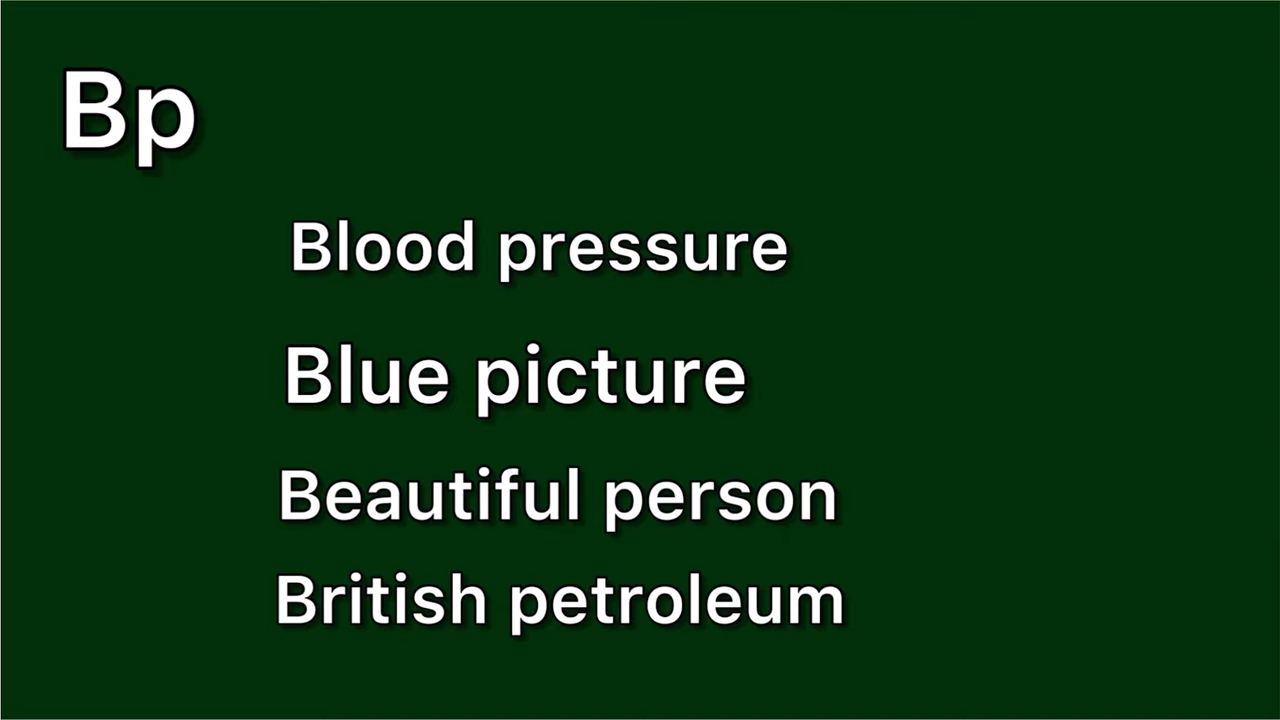 Bp
Blood pressure
Blue picture
Beautiful person
British petroleum